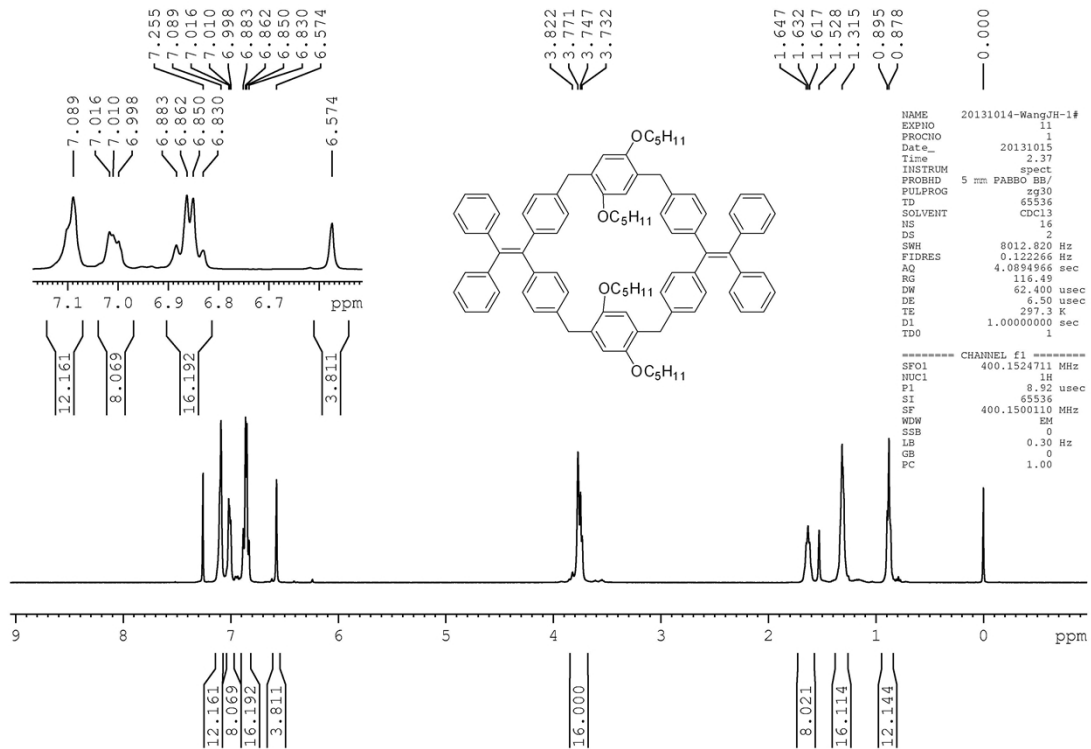 7.255
7.089
7.016
7.010
6.998
6.883
6.862
6.850
6.830
6.574
3.822
3.771
3.747
3.732
1.647
1.632
1.617
1.528
1.315
0.895
0.878
0.000
7.089
7.016
7.010
6.998
6.883
6.862
6.850
6.830
6.574
7.1 7.0 6.9 6.8 6.7 ppm
12.161
8.069
16.192
3.811
OC5H11
OC5H11
OC5H11
OC5H11
NAME 20131014-WangJH-1#
EXPNO 11
PROCNO 1
Date_ 20131015
Time 2.37
INSTRUM spect
PROBHD 5 mm PABBO BB/
PULPROG zg30
TD 65536
SOLVENT CDCl3
NS 16
DS 2
SWH 8012.820 Hz
FIDRES 0.122266 Hz
AQ 4.0894966 sec
RG 116.49
DW 62.400 usec
DE 6.50 usec
TE 297.3 K
D1 1.00000000 sec
TD0 1
======== CHANNEL f1 ========
SFO1 400.1524711 MHz
NUC1 1H
P1 8.92 usec
SI 65536
SF 400.1500110 MHz
WDW EM
SSB 0
LB 0.30 Hz
GB 0
PC 1.00
9 8 7 6 5 4 3 2 1 0 ppm
12.161
8.069
16.192
3.811
16.000
8.021
16.114
12.144